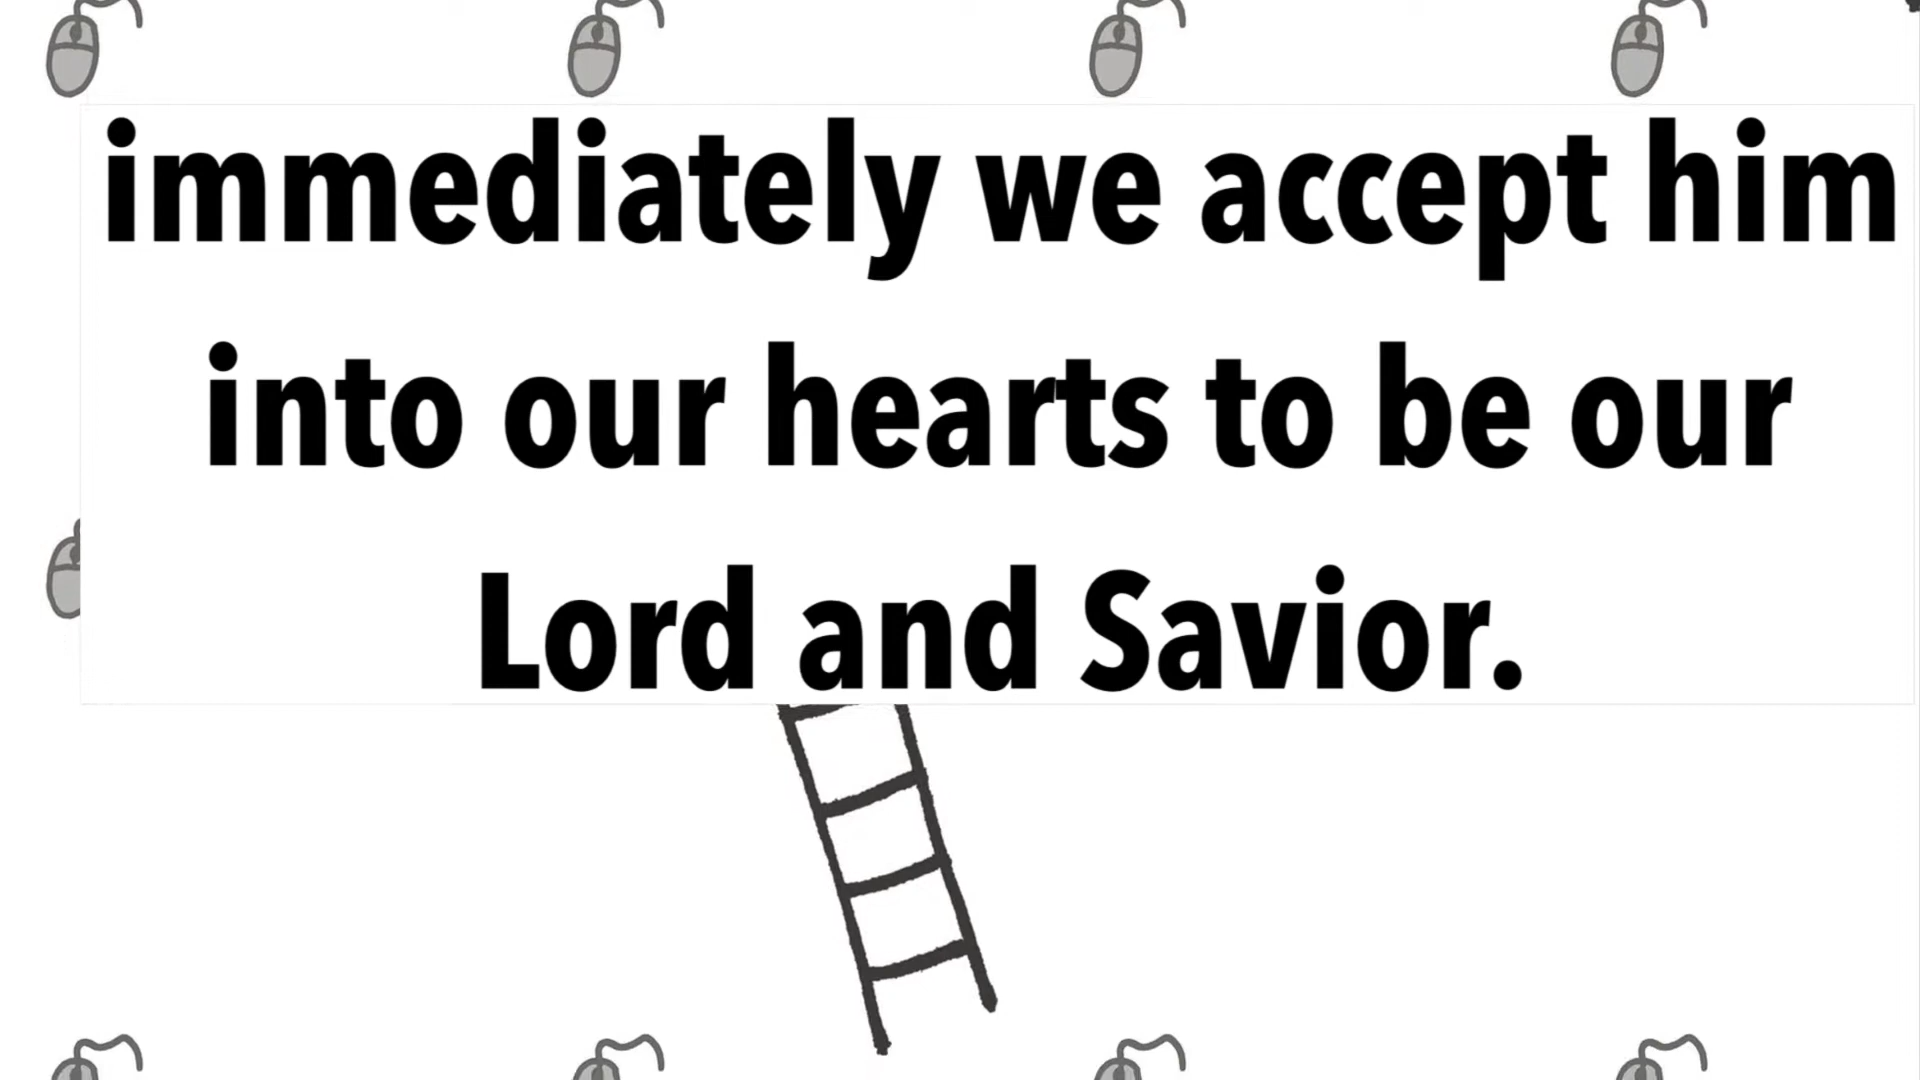 immediately we accept him
into our hearts to be our
Lord and Savior.